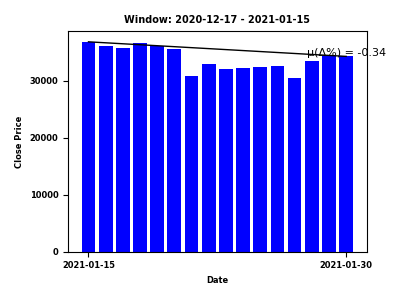 Window: 2020-12-17 - 2021-01-15
μ(Δ%) = -0.34
Close Price
30000
20000
10000
0
2021-01-15
2021-01-30
Date